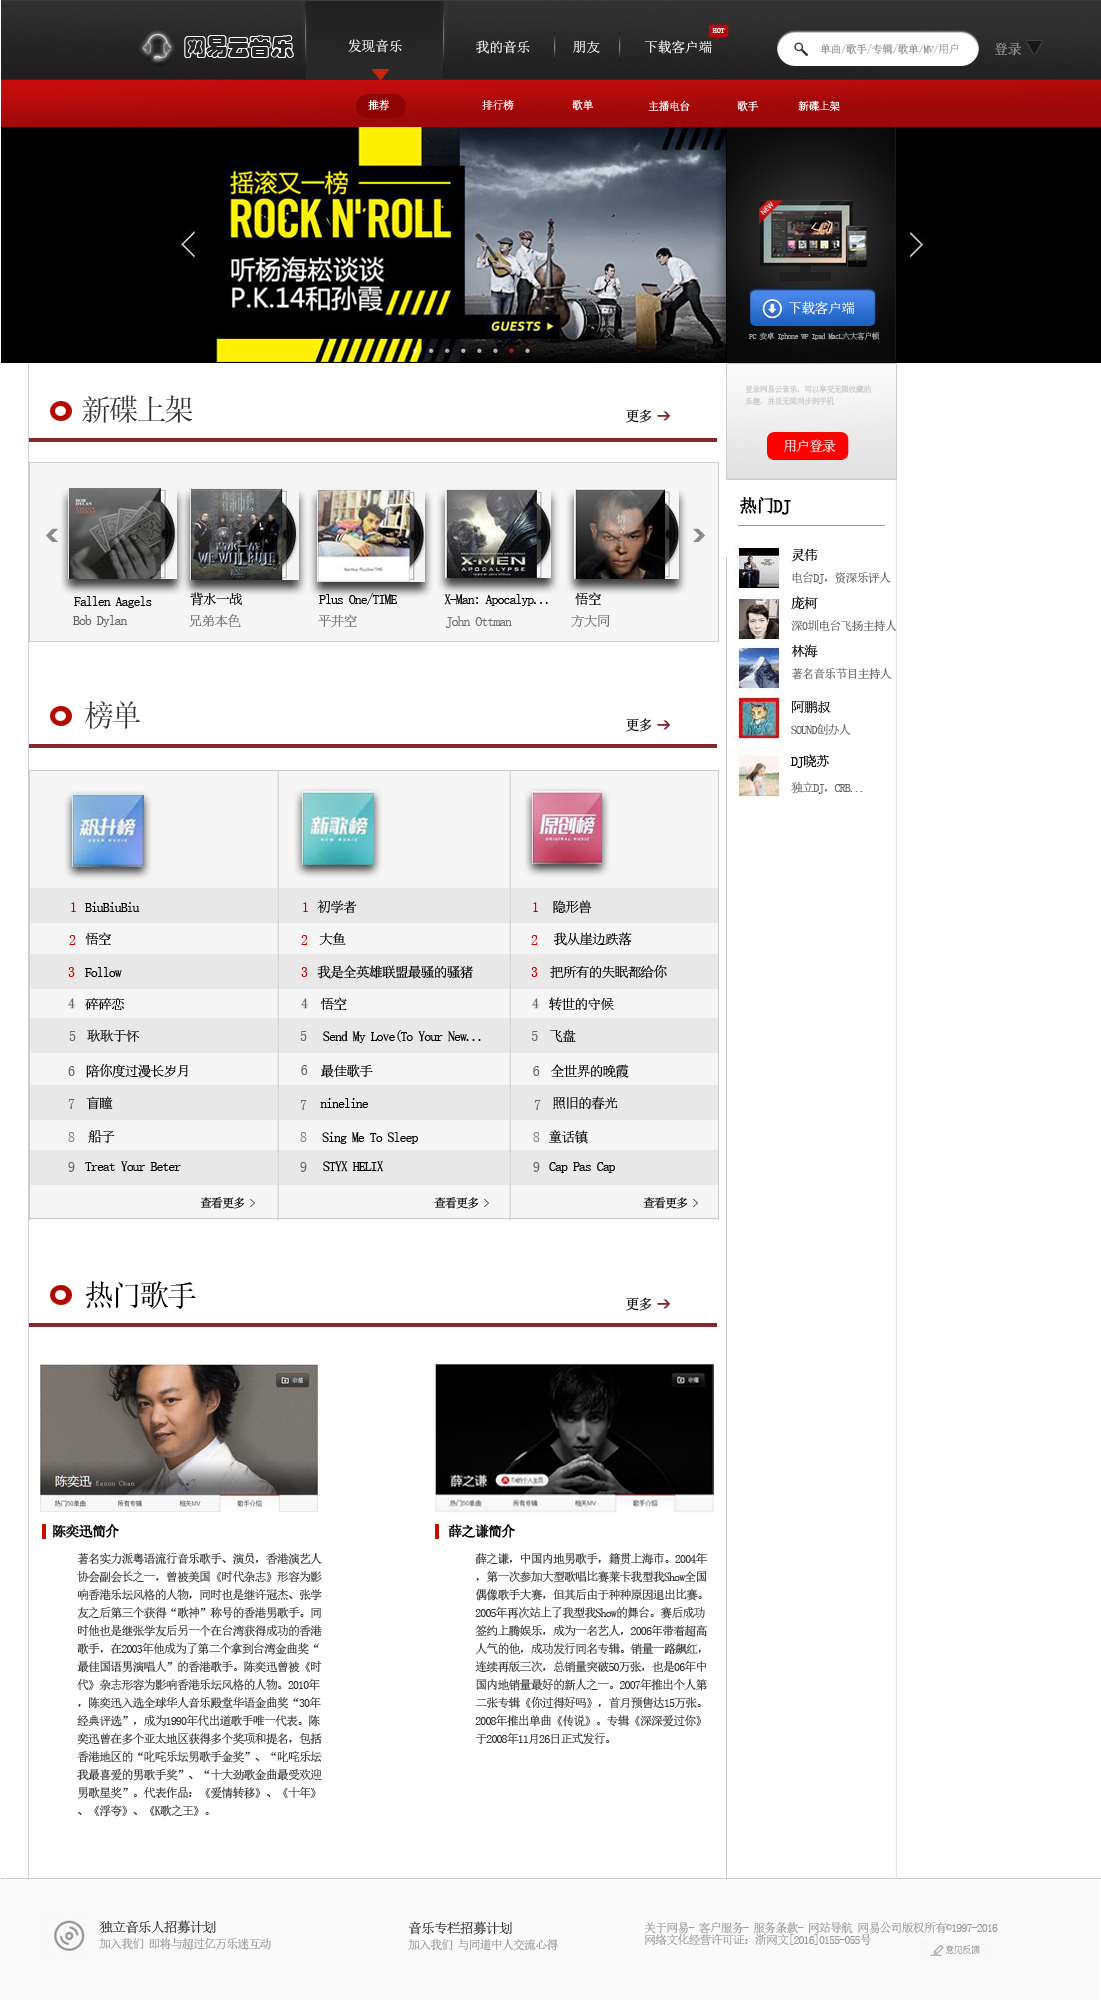 网易云音乐
发现音乐
我的音乐
朋友
下载客户端
HOT
单曲/歌手/专辑/歌单/MV/用户
登录
推荐
排行榜
歌单
主播电台
歌手
新碟上架
摇滚又一榜
ROCK N'ROLL
听杨海崧谈谈
P.K.14和孙霞
GUESTS
NEW
下载客户端
PC 安卓 Iphone WP Ipad MacL六大客户顿
登录网易云音乐，可以享受无限收藏的
乐趣，并且无限同步到手机
用户登录
新碟上架
更多
BOB DYLAN
X-MEN
APOCALYPSE
Fallen Aagels
Bob Dylan
背水一战
兄弟本色
Plus One/TIME
平井空
X-Man: Apocalyp...
John Ottman
悟空
方大同
热门DJ
灵伟
电台DJ，资深乐评人
庞柯
深O圳电台飞扬主持人
林海
著名音乐节目主持人
阿鹏叔
SOUND创办人
DJ晓苏
独立DJ，CRB...
榜单
更多
飙升榜
新歌榜
NEW MUSIC
原创榜
ORIGINAL MUSIC
1 BiuBiuBiu
2 悟空
3 Follow
4 碎碎恋
5 耿耿于怀
6 陪你度过漫长岁月
7 盲瞳
8 船子
9 Treat Your Beter
查看更多
1 初学者
2 大鱼
3 我是全英雄联盟最骚的骚猪
4 悟空
5 Send My Love(To Your New...
6 最佳歌手
7 nineline
8 Sing Me To Sleep
9 STYX HELIX
查看更多
1 隐形兽
2 我从崖边跌落
3 把所有的失眠都给你
4 转世的守候
5 飞盘
6 全世界的晚霞
7 照旧的春光
8 童话镇
9 Cap Pas Cap
查看更多
热门歌手
更多
收藏
陈奕迅 Eason Chan
热门50单曲
所有专辑
相关MV
歌手介绍
陈奕迅简介
著名实力派粤语流行音乐歌手、演员，香港演艺人
协会副会长之一，曾被美国《时代杂志》形容为影
响香港乐坛风格的人物，同时也是继许冠杰、张学
友之后第三个获得“歌神”称号的香港男歌手。同
时他也是继张学友后另一个在台湾获得成功的香港
歌手，在2003年他成为了第二个拿到台湾金曲奖“
最佳国语男演唱人”的香港歌手。陈奕迅曾被《时
代》杂志形容为影响香港乐坛风格的人物。2010年
，陈奕迅入选全球华人音乐殿堂华语金曲奖“30年
经典评选”，成为1990年代出道歌手唯一代表。陈
奕迅曾在多个亚太地区获得多个奖项和提名，包括
香港地区的“叱咤乐坛男歌手金奖”、“叱咤乐坛
我最喜爱的男歌手奖”、“十大劲歌金曲最受欢迎
男歌星奖”。代表作品：《爱情转移》、《十年》
、《浮夸》、《K歌之王》。
收藏
薛之谦
Ta的个人主页
热门50单曲
所有专辑
相关MV
歌手介绍
薛之谦简介
薛之谦，中国内地男歌手，籍贯上海市。2004年
，第一次参加大型歌唱比赛莱卡我型我Show全国
偶像歌手大赛，但其后由于种种原因退出比赛。
2005年再次站上了我型我Show的舞台。赛后成功
签约上腾娱乐，成为一名艺人，2006年带着超高
人气的他，成功发行同名专辑。销量一路飙红，
连续再版三次，总销量突破50万张，也是06年中
国内地销量最好的新人之一。2007年推出个人第
二张专辑《你过得好吗》，首月预售达15万张。
2008年推出单曲《传说》。专辑《深深爱过你》
于2008年11月26日正式发行。
独立音乐人招募计划
加入我们 即将与超过亿万乐迷互动
音乐专栏招募计划
加入我们 与同道中人交流心得
关于网易- 客户服务- 服务条款- 网站导航 网易公司版权所有©1997-2016
网络文化经营许可证：浙网文[2016]0155-055号
意见反馈